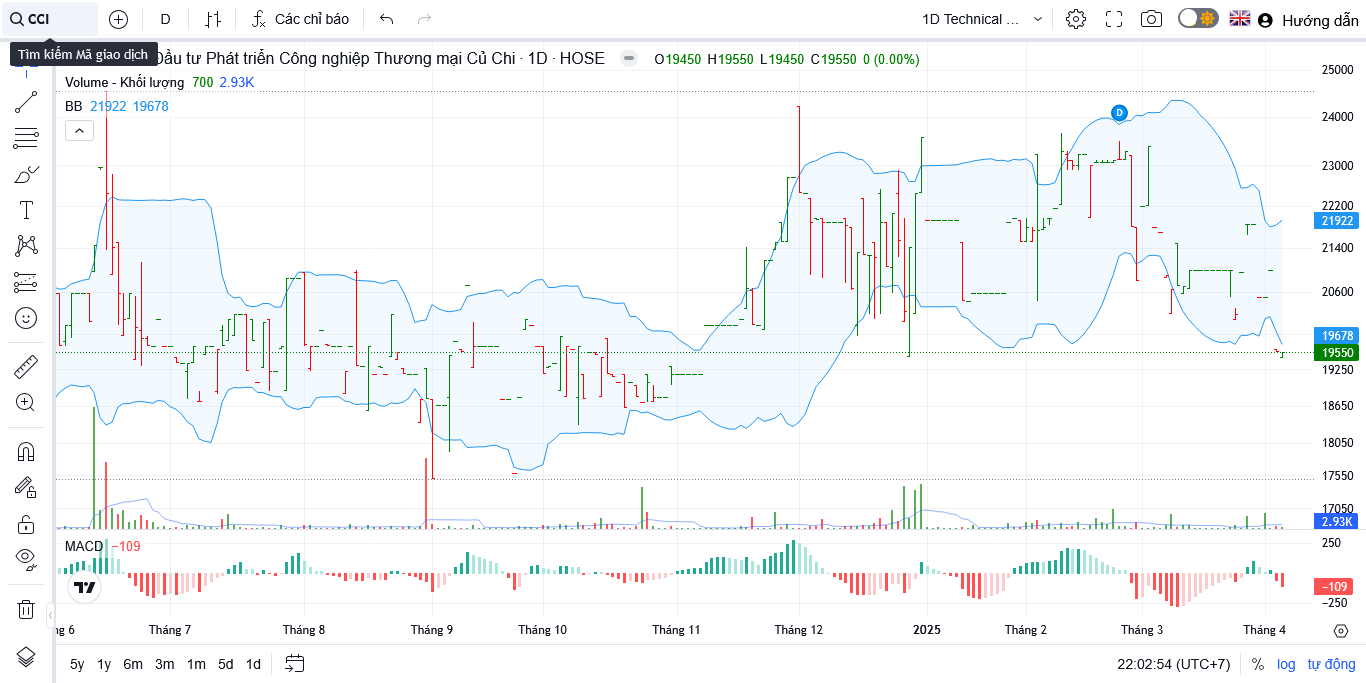 CCI
D
Các chỉ báo
1D Technical ...
Hướng dẫn
Tìm kiếm Mã giao dịch
Đầu tư Phát triển Công nghiệp Thương mại Củ Chi · 1D · HOSE
O19450 H19550 L19450 C19550 0 (0.00%)
Volume - Khối lượng 700 2.93K
BB 21922 19678
D
25000
24000
23000
22200
21922
21400
20600
19678
19550
19250
18650
18050
17550
17050
2.93K
MACD −109
250
−109
−250
ng 6
Tháng 7
Tháng 8
Tháng 9
Tháng 10
Tháng 11
Tháng 12
2025
Tháng 2
Tháng 3
Tháng 4
5y 1y 6m 3m 1m 5d 1d
22:02:54 (UTC+7)
% log tự động